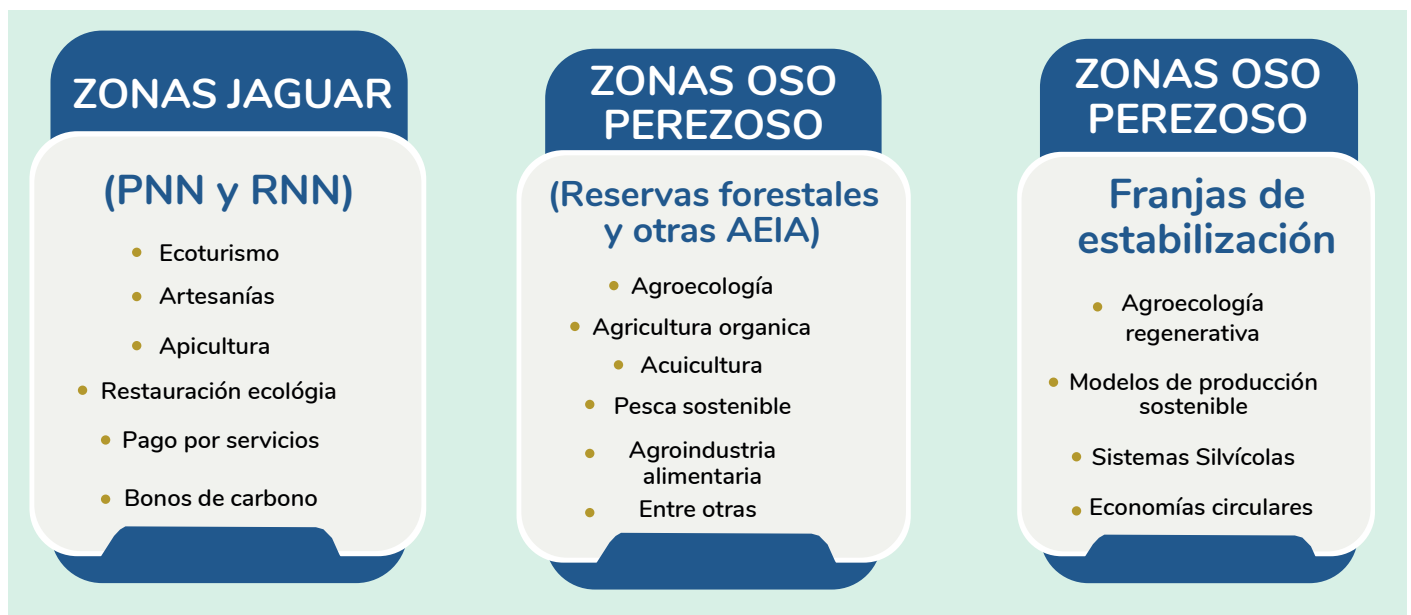 ZONAS JAGUAR
(PNN y RNN)
• Ecoturismo
• Artesanías
• Apicultura
• Restauración ecológia
• Pago por servicios
• Bonos de carbono
ZONAS OSO
PEREZOSO
(Reservas forestales
y otras AEIA)
• Agroecología
• Agricultura organica
• Acuicultura
• Pesca sostenible
• Agroindustria
alimentaria
• Entre otras
ZONAS OSO
PEREZOSO
Franjas de
estabilización
• Agroecología
regenerativa
• Modelos de producción
sostenible
• Sistemas Silvícolas
• Economías circulares